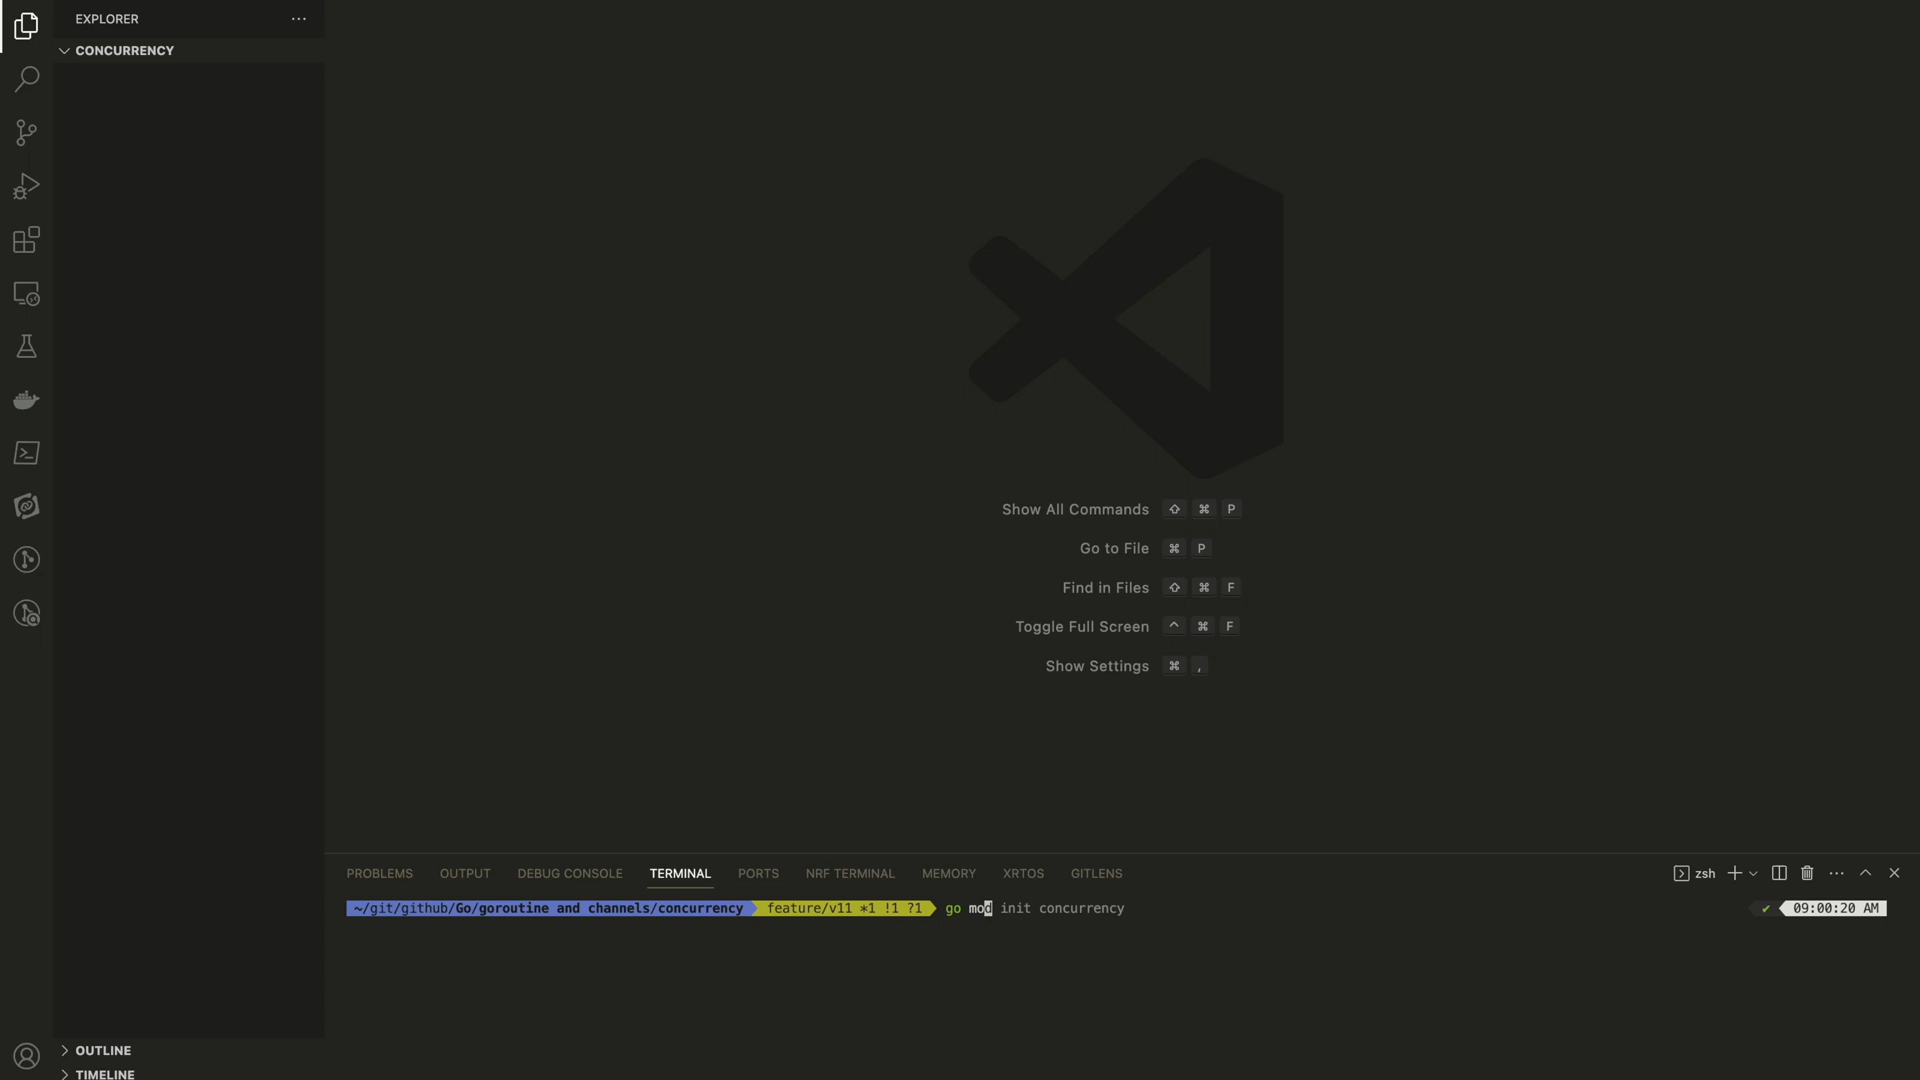 EXPLORER
CONCURRENCY
Show All Commands ⇧ ⌘ P
Go to File ⌘ P
Find in Files ⇧ ⌘ F
Toggle Full Screen ^ ⌘ F
Show Settings ⌘ ,
PROBLEMS OUTPUT DEBUG CONSOLE TERMINAL PORTS NRF TERMINAL MEMORY XRTOS GITLENS zsh
~/git/github/Go/goroutine and channels/concurrency feature/v11 *1 !1 ?1 go mod init concurrency ✔ 09:00:20 AM
OUTLINE
TIMELINE